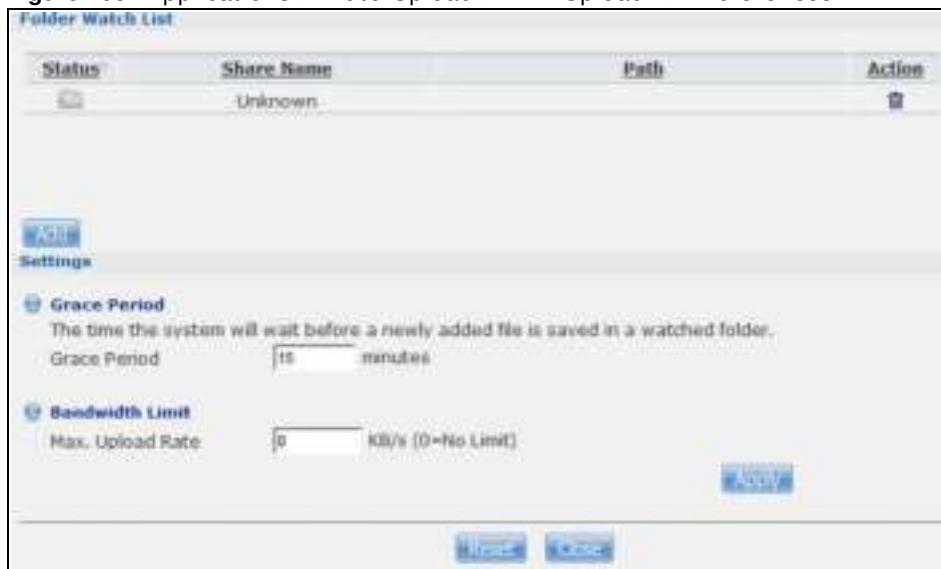 Folder Watch List
Status Share Name Path Action
Unknown
Add
Settings
Grace Period
The time the system will wait before a newly added file is saved in a watched folder.
Grace Period 15 minutes
Bandwidth Limit
Max. Upload Rate 0 KB/s (0=No Limit)
Apply
Reset Close